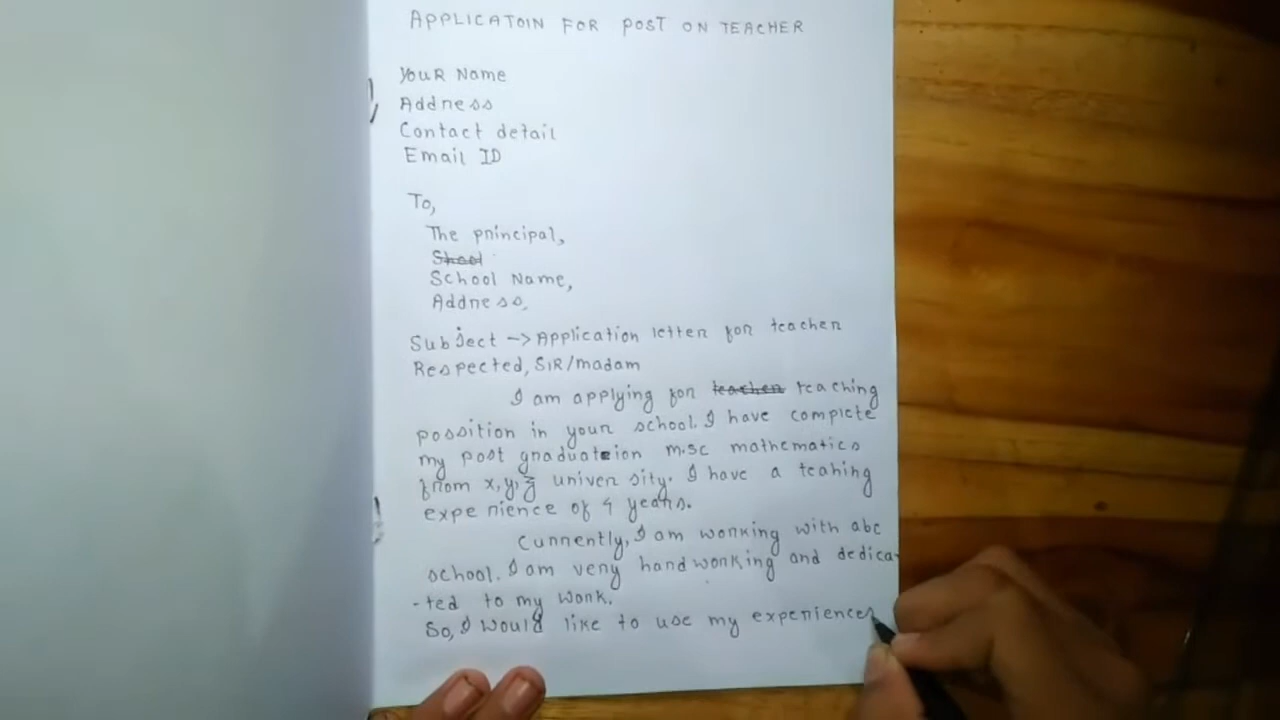 APPLICATOIN FOR POST ON TEACHER
YOUR Name
Address
Contact detail
Email ID
To,
The principal,
Shool
School Name,
Address,
Subject -> Application letter for teacher
Respected, SIR/madam
I am applying for teacher teaching
possition in your school. I have complete
my post graduateion m.sc mathematics
from x,y,z university. I have a teahing
experience of 4 years.
Currently, I am working with abc
school. I am very hardworking and dedica-
-ted to my work.
So, I would like to use my experience